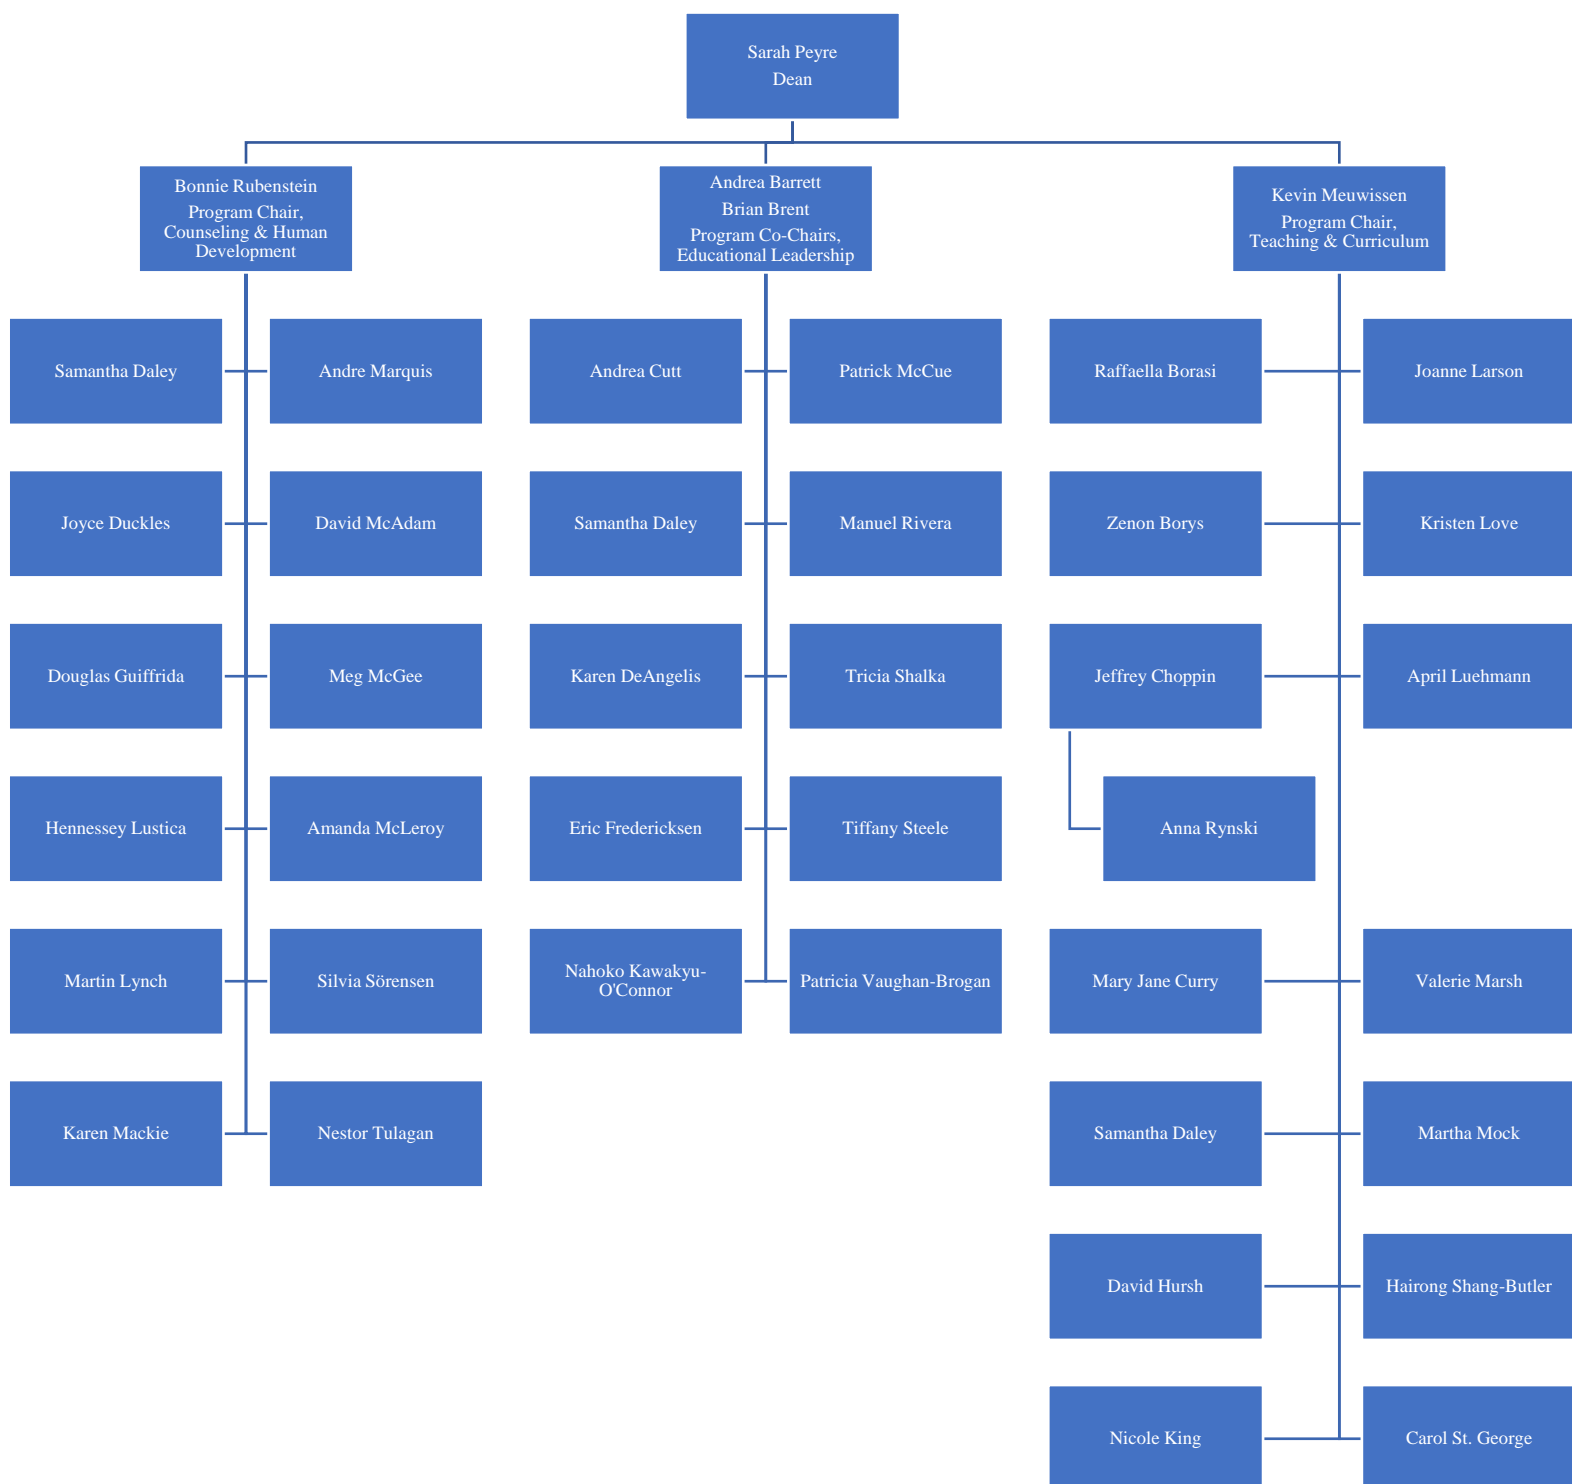 Sarah Peyre
Dean
Bonnie Rubenstein
Program Chair,
Counseling & Human
Development
Andrea Barrett
Brian Brent
Program Co-Chairs,
Educational Leadership
Kevin Meuwissen
Program Chair,
Teaching & Curriculum
Samantha Daley
Andre Marquis
Andrea Cutt
Patrick McCue
Raffaella Borasi
Joanne Larson
Joyce Duckles
David McAdam
Samantha Daley
Manuel Rivera
Zenon Borys
Kristen Love
Douglas Guiffrida
Meg McGee
Karen DeAngelis
Tricia Shalka
Jeffrey Choppin
April Luehmann
Hennessey Lustica
Amanda McLeroy
Eric Fredericksen
Tiffany Steele
Anna Rynski
Martin Lynch
Silvia Sörensen
Nahoko Kawakyu-
O'Connor
Patricia Vaughan-Brogan
Mary Jane Curry
Valerie Marsh
Karen Mackie
Nestor Tulagan
Samantha Daley
Martha Mock
David Hursh
Hairong Shang-Butler
Nicole King
Carol St. George